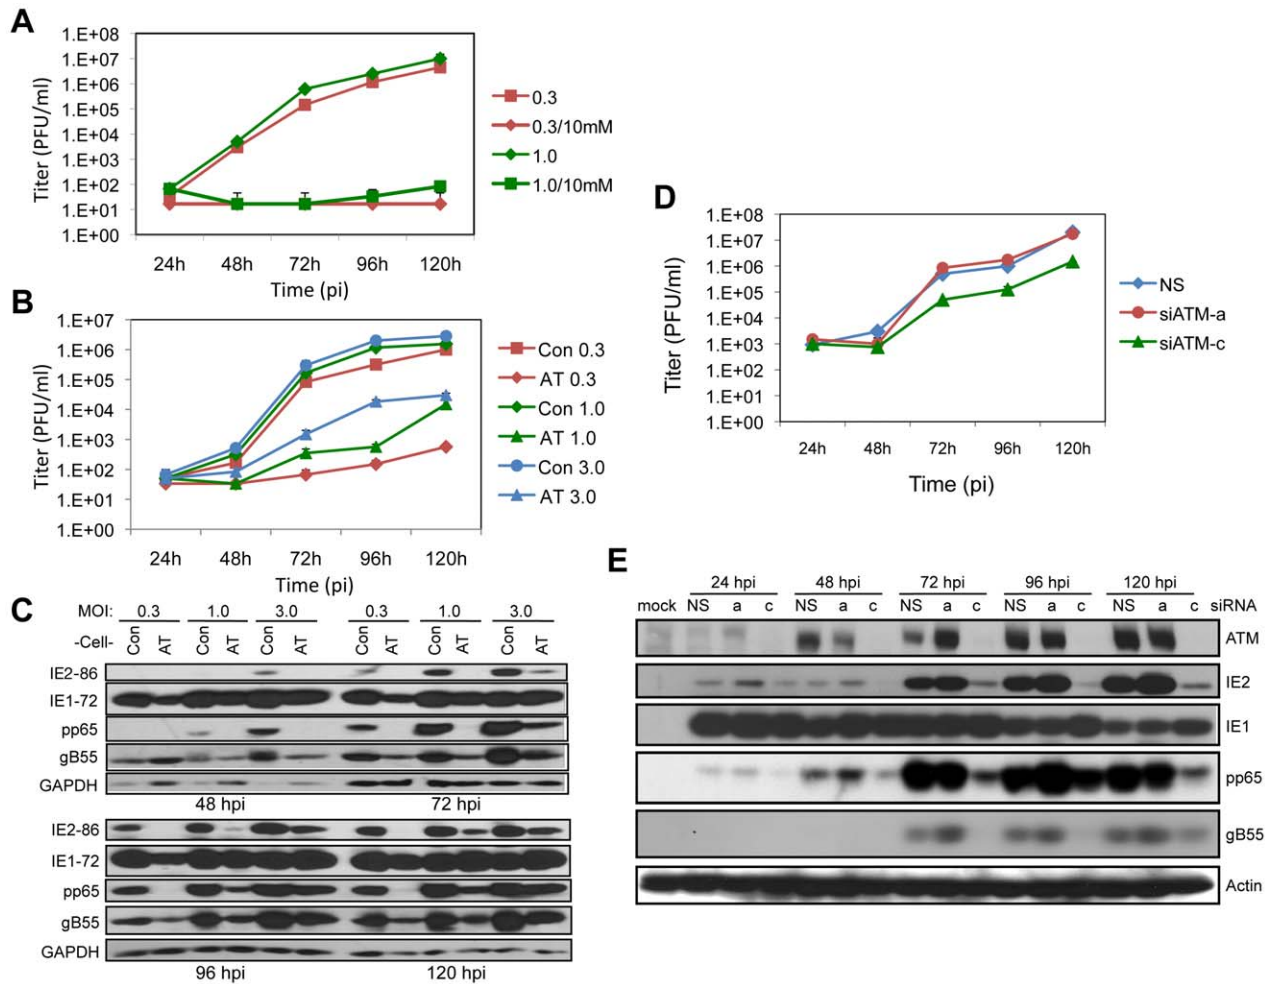 A
1.E+08
1.E+07
1.E+06
1.E+05
1.E+04
1.E+03
1.E+02
1.E+01
1.E+00
Titer (PFU/ml)
24h 48h 72h 96h 120h
Time (pi)
0.3
0.3/10mM
1.0
1.0/10mM
B
1.E+07
1.E+06
1.E+05
1.E+04
1.E+03
1.E+02
1.E+01
1.E+00
Titer (PFU/ml)
24h 48h 72h 96h 120h
Time (pi)
Con 0.3
AT 0.3
Con 1.0
AT 1.0
Con 3.0
AT 3.0
C
MOI: 0.3 1.0 3.0 0.3 1.0 3.0
-Cell- Con AT Con AT Con AT Con AT Con AT Con AT
IE2-86
IE1-72
pp65
gB55
GAPDH
48 hpi 72 hpi
IE2-86
IE1-72
pp65
gB55
GAPDH
96 hpi 120 hpi
D
1.E+08
1.E+07
1.E+06
1.E+05
1.E+04
1.E+03
1.E+02
1.E+01
1.E+00
Titer (PFU/ml)
24h 48h 72h 96h 120h
Time (pi)
NS
siATM-a
siATM-c
E
24 hpi 48 hpi 72 hpi 96 hpi 120 hpi
mock NS a c NS a c NS a c NS a c NS a c siRNA
ATM
IE2
IE1
pp65
gB55
Actin